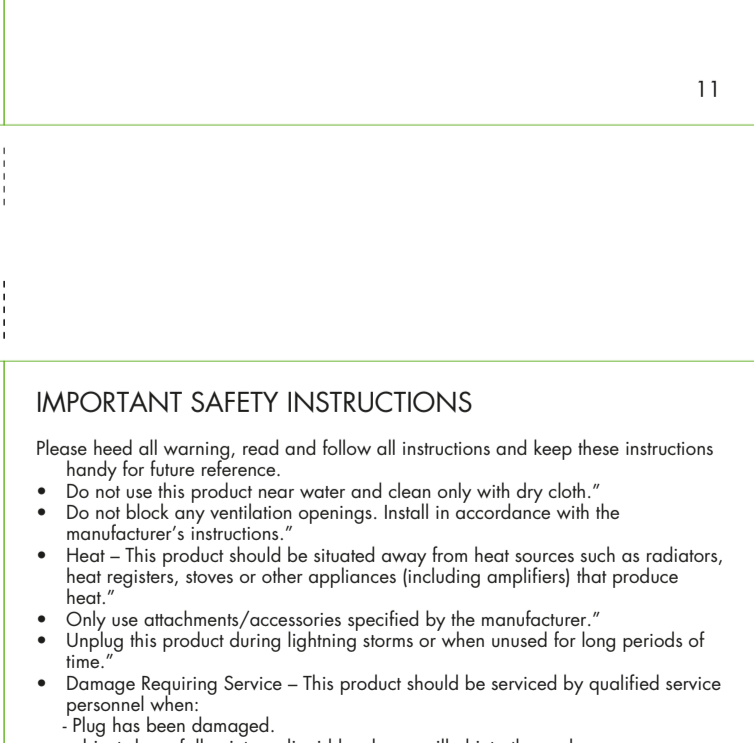 11
IMPORTANT SAFETY INSTRUCTIONS
Please heed all warning, read and follow all instructions and keep these instructions
handy for future reference.
• Do not use this product near water and clean only with dry cloth.”
• Do not block any ventilation openings. Install in accordance with the
manufacturer’s instructions.”
• Heat – This product should be situated away from heat sources such as radiators,
heat registers, stoves or other appliances (including amplifiers) that produce
heat.”
• Only use attachments/accessories specified by the manufacturer.”
• Unplug this product during lightning storms or when unused for long periods of
time.”
• Damage Requiring Service – This product should be serviced by qualified service
personnel when:
- Plug has been damaged.